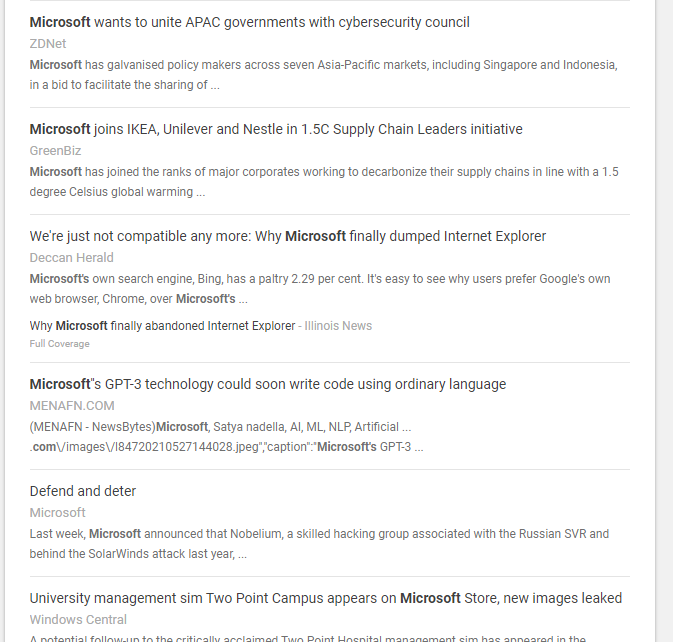 Microsoft wants to unite APAC governments with cybersecurity council
ZDNet
Microsoft has galvanised policy makers across seven Asia-Pacific markets, including Singapore and Indonesia,
in a bid to facilitate the sharing of ...
Microsoft joins IKEA, Unilever and Nestle in 1.5C Supply Chain Leaders initiative
GreenBiz
Microsoft has joined the ranks of major corporates working to decarbonize their supply chains in line with a 1.5
degree Celsius global warming ...
We're just not compatible any more: Why Microsoft finally dumped Internet Explorer
Deccan Herald
Microsoft's own search engine, Bing, has a paltry 2.29 per cent. It's easy to see why users prefer Google's own
web browser, Chrome, over Microsoft's ...
Why Microsoft finally abandoned Internet Explorer - Illinois News
Full Coverage
Microsoft"s GPT-3 technology could soon write code using ordinary language
MENAFN.COM
(MENAFN - NewsBytes)Microsoft, Satya nadella, AI, ML, NLP, Artificial ...
.com\/images\/I84720210527144028.jpeg","caption":"Microsoft's GPT-3 ...
Defend and deter
Microsoft
Last week, Microsoft announced that Nobelium, a skilled hacking group associated with the Russian SVR and
behind the SolarWinds attack last year, ...
University management sim Two Point Campus appears on Microsoft Store, new images leaked
Windows Central
A potential follow-up to the critically acclaimed Two Point Hospital management sim has appeared in the